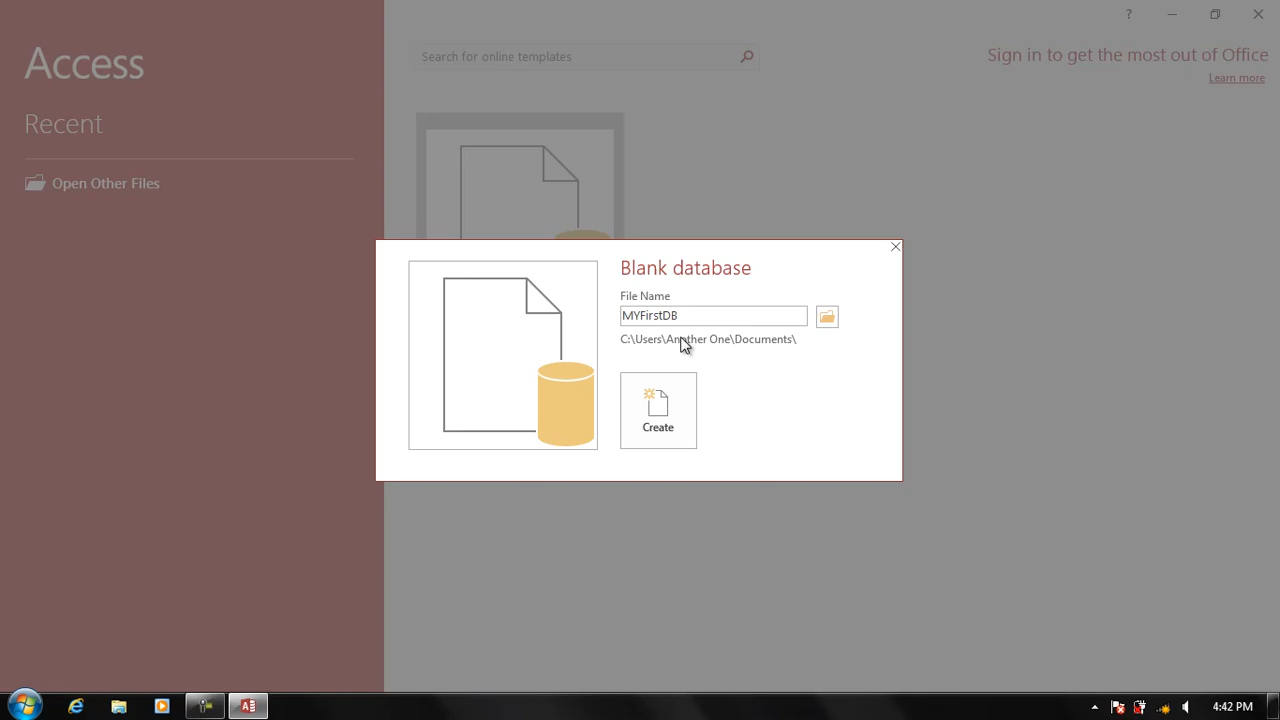 ?
Access
Search for online templates
Sign in to get the most out of Office
Learn more
Recent
Open Other Files
Blank database
File Name
MYFirstDB
C:\Users\Another One\Documents\
Create
4:42 PM